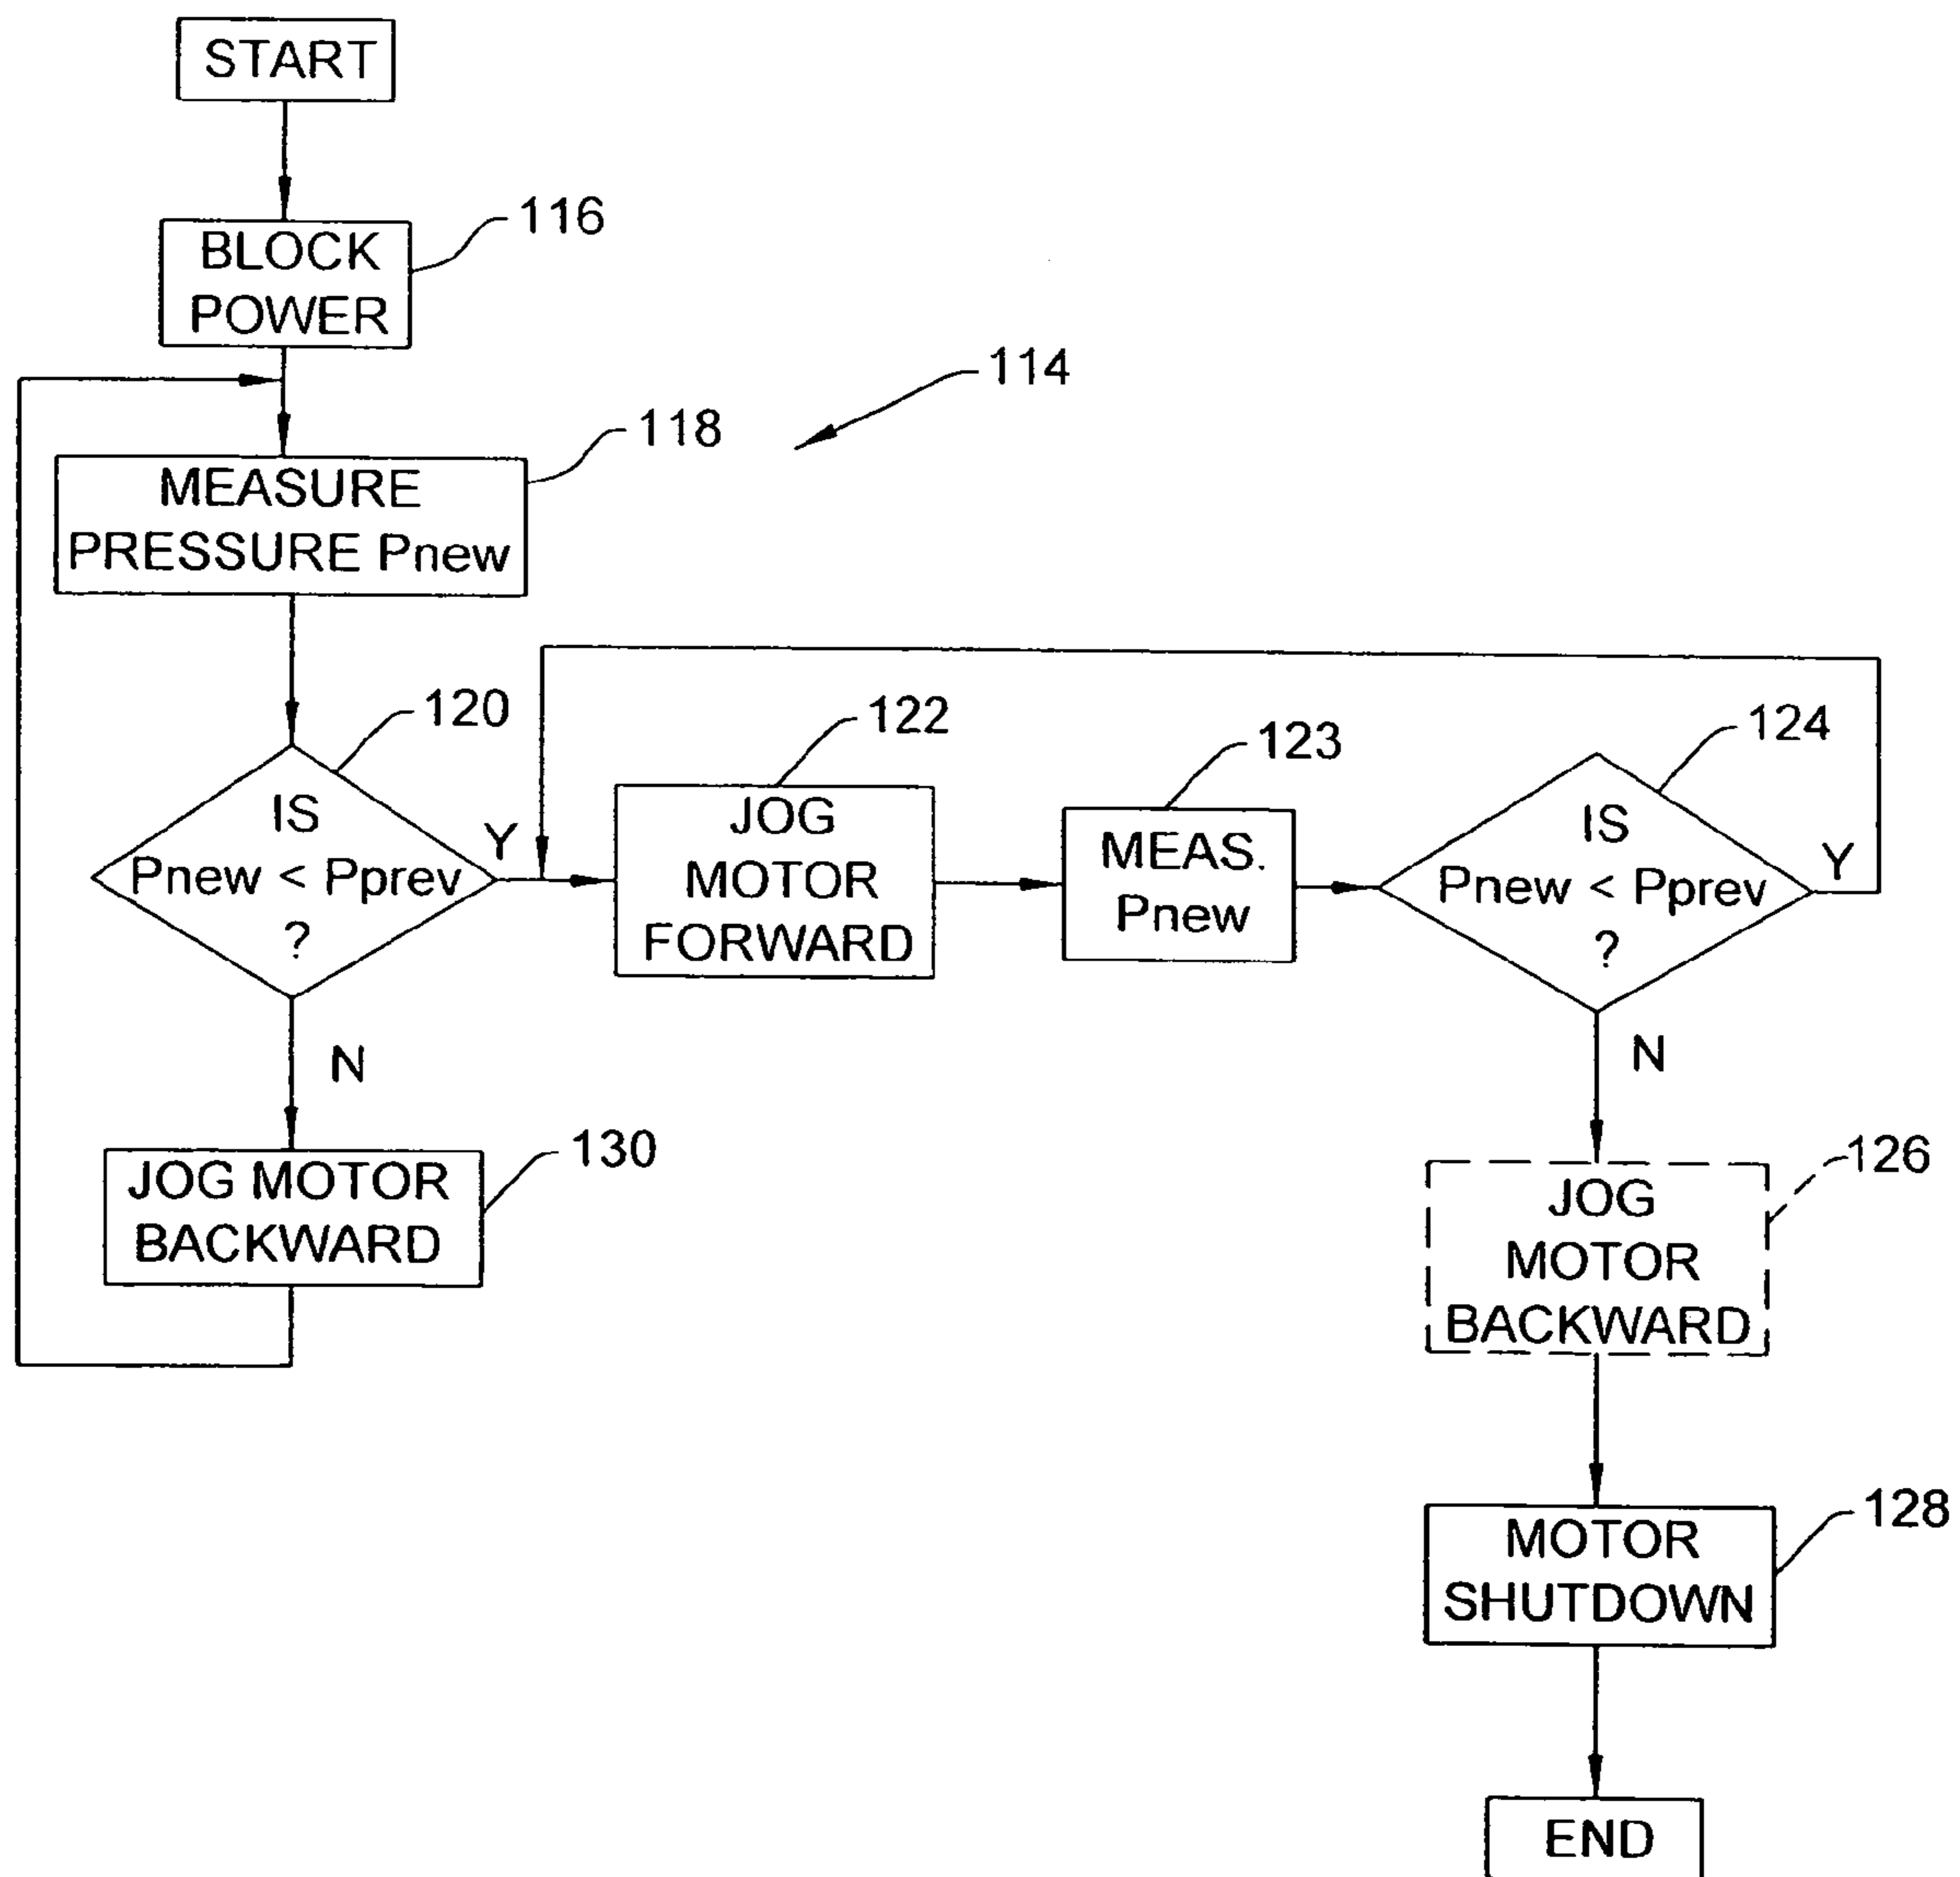 START
116
BLOCK
POWER
114
118
MEASURE
PRESSURE Pnew
120
IS
Pnew < Pprev
?
Y
122
JOG
MOTOR
FORWARD
123
MEAS.
Pnew
124
IS
Pnew < Pprev
?
Y
N
130
JOG MOTOR
BACKWARD
N
126
JOG
MOTOR
BACKWARD
128
MOTOR
SHUTDOWN
END